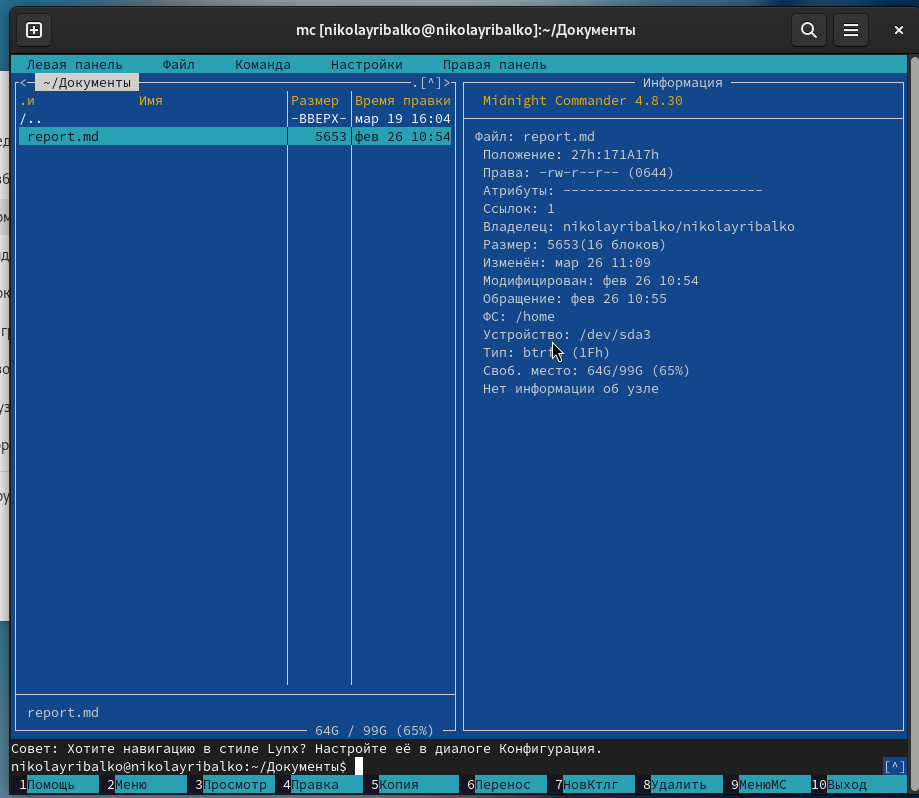 mc [nikolayribalko@nikolayribalko]:~/Документы
Левая панель Файл Команда Настройки Правая панель
<─ ~/Документы .[^]>
.и Имя Размер Время правки
/.. -ВВЕРХ- мар 19 16:04
report.md 5653 фев 26 10:54
report.md
64G / 99G (65%)
Информация
Midnight Commander 4.8.30
Файл: report.md
Положение: 27h:171A17h
Права: -rw-r--r-- (0644)
Атрибуты: -------------------------
Ссылок: 1
Владелец: nikolayribalko/nikolayribalko
Размер: 5653(16 блоков)
Изменён: мар 26 11:09
Модифицирован: фев 26 10:54
Обращение: фев 26 10:55
ФС: /home
Устройство: /dev/sda3
Тип: (1Fh)
Своб. место: 64G/99G (65%)
Нет информации об узле
Совет: Хотите навигацию в стиле Lynx? Настройте её в диалоге Конфигурация.
nikolayribalko@nikolayribalko:~/Документы$ [^]
1Помощь 2Меню 3Просмотр 4Правка 5Копия 6Перенос 7НовКтлг 8Удалить 9МенюMC 10Выход